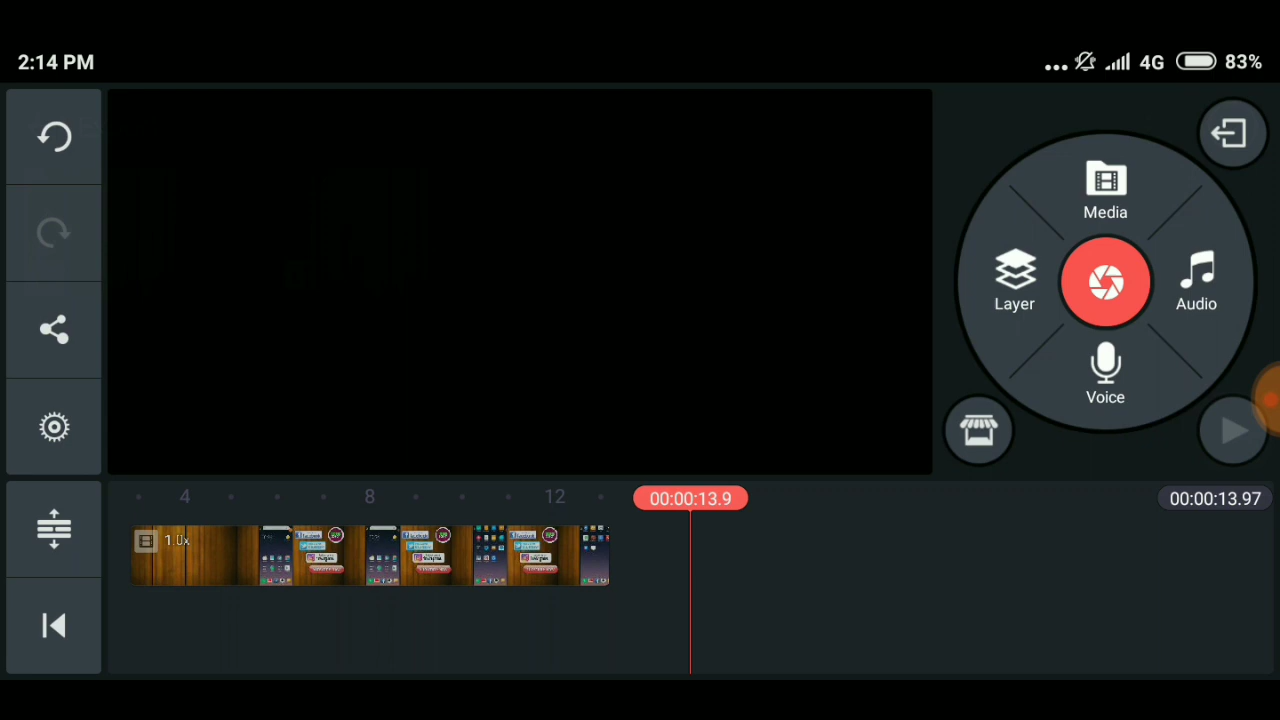 2:14 PM
4G 83%
Media
Layer
Audio
Voice
4 8 12
00:00:13.9
00:00:13.97
1.0x